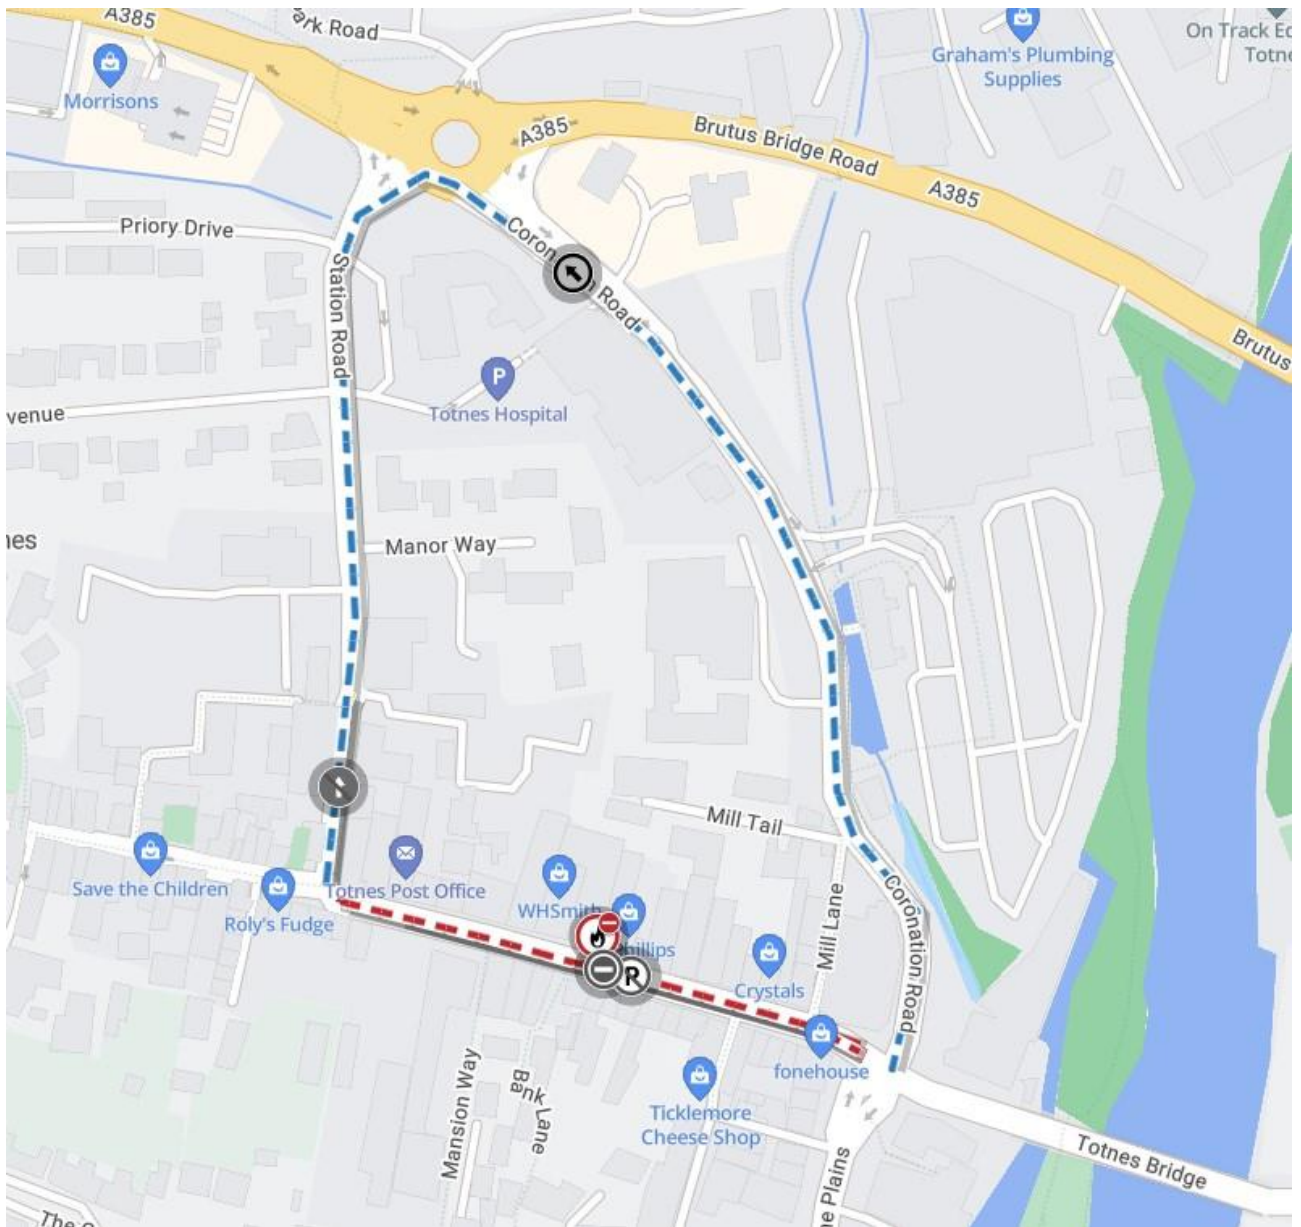 A385
ark Road
Graham's Plumbing
Supplies
On Track Ec
Totne
Morrisons
A385
Brutus Bridge Road
A385
Priory Drive
Station Road
Coron
n Road
Brutus
P
Totnes Hospital
venue
nes
Manor Way
Mill Tail
Save the Children
Roly's Fudge
Totnes Post Office
WHSmith
hillips
R
Mill Lane
Crystals
Coronation Road
fonehouse
Mansion Way
Bank Lane
Ticklemore
Cheese Shop
e Plains
Totnes Bridge